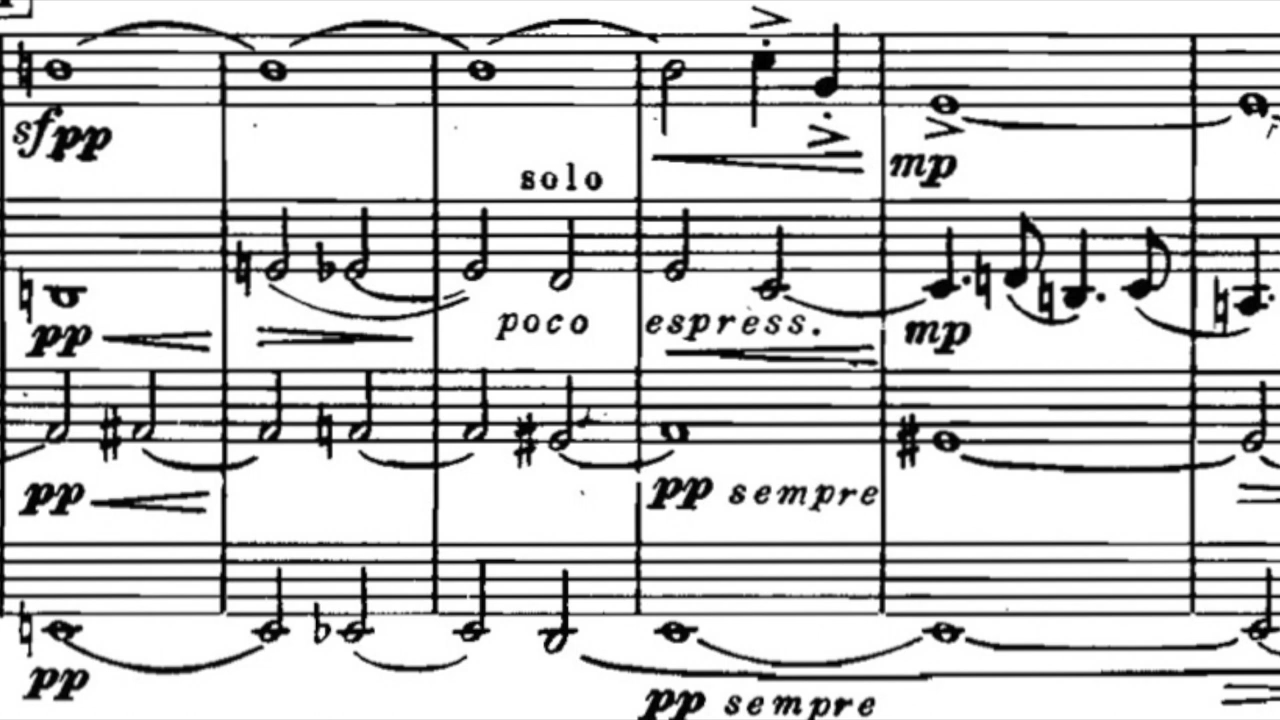 sfpp
solo
mp
pp
poco espress.
mp
pp
pp sempre
pp
pp sempre